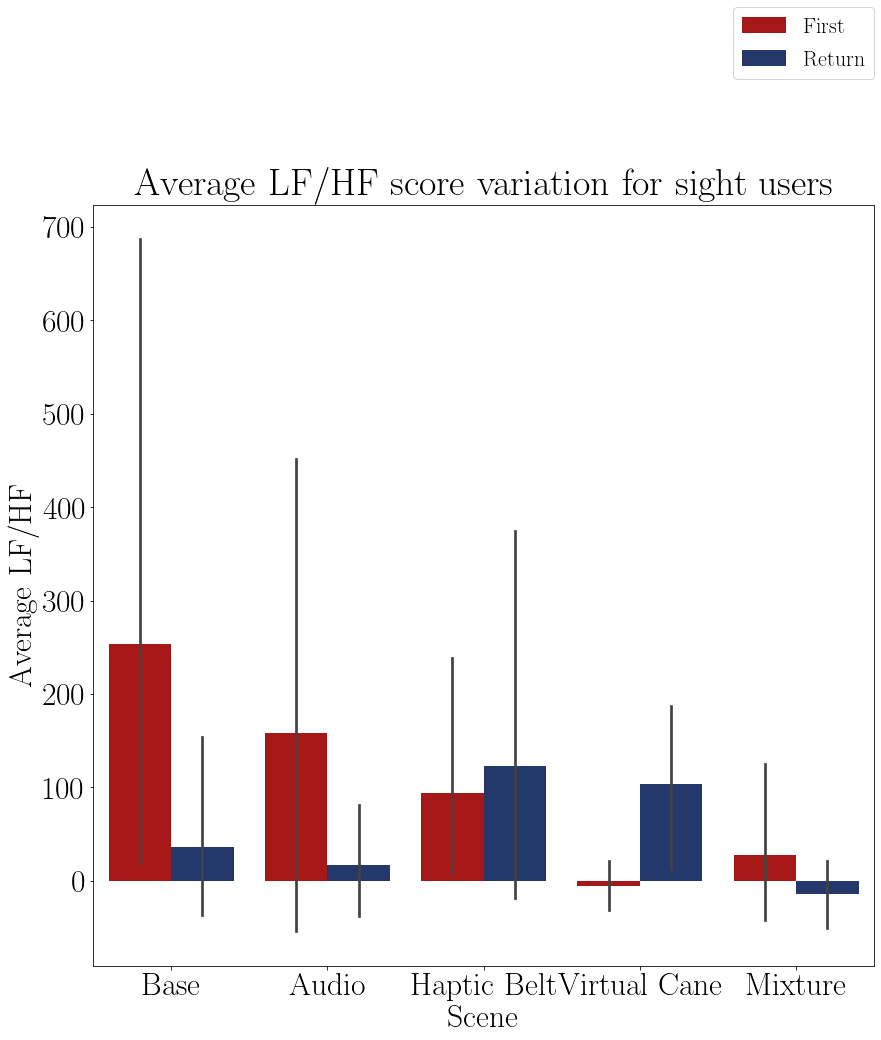 First
Return
Average LF/HF score variation for sight users
700
600
500
400
300
200
100
0
Average LF/HF
Base Audio Haptic Belt Virtual Cane Mixture
Scene